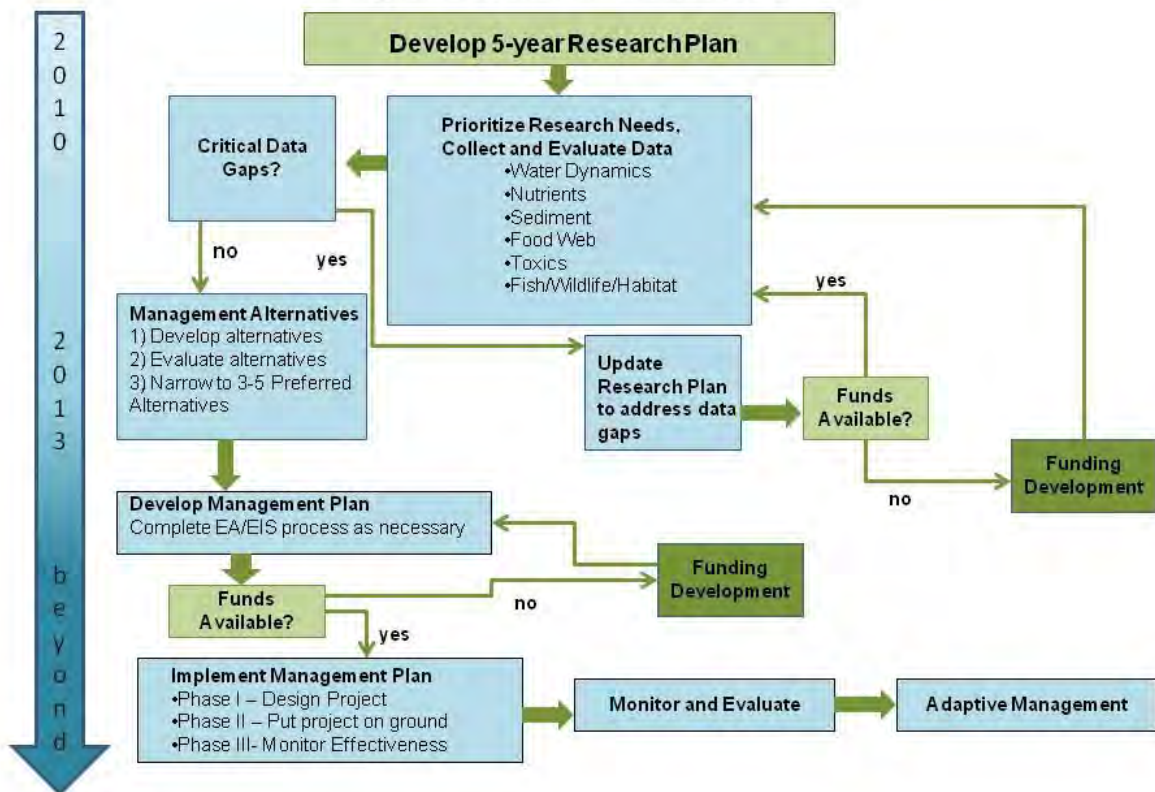 2
0
1
0
2
0
1
3
b
e
y
o
n
d
Develop 5-year Research Plan
Prioritize Research Needs,
Collect and Evaluate Data
•Water Dynamics
•Nutrients
•Sediment
•Food Web
•Toxics
•Fish/Wildlife/Habitat
Critical Data
Gaps?
no
yes
Management Alternatives
1) Develop alternatives
2) Evaluate alternatives
3) Narrow to 3-5 Preferred
Alternatives
Update
Research Plan
to address data
gaps
yes
Funds
Available?
no
Funding
Development
Develop Management Plan
Complete EA/EIS process as necessary
Funding
Development
Funds
Available?
no
yes
Implement Management Plan
•Phase I – Design Project
•Phase II – Put project on ground
•Phase III- Monitor Effectiveness
Monitor and Evaluate
Adaptive Management